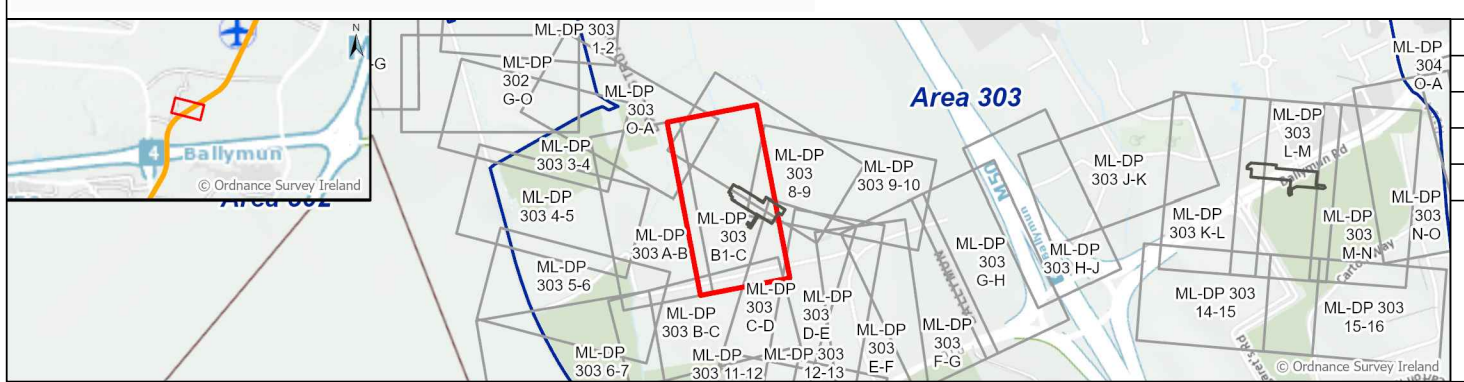 N
M
4
Ballymun
© Ordnance Survey Ireland
-G
Area 302
ML-DP 303
1-2
ML-DP
302
G-O
ML-DP
303
O-A
ML-DP
303 3-4
ML-DP
303 4-5
ML-DP
303 A-B
ML-DP
303 5-6
ML-DP
303 6-7
ML-DP
303 B-C
ML-DP
303
B1-C
ML-DP
303
8-9
ML-DP
303 9-10
ML-DP
303
C-D
ML-DP
303
D-E
ML-DP
303 11-12
ML-DP 303
12-13
ML-DP
303
E-F
ML-DP
303
F-G
Area 303
M50
Ballymun
ML-DP
303
G-H
ML-DP
303 H-J
ML-DP
303 J-K
ML-DP
303 K-L
ML-DP
303
L-M
Ballymun Rd
ML-DP
303
M-N
ML-DP
303
N-O
ML-DP
304
O-A
ML-DP 303
14-15
ML-DP 303
15-16
© Ordnance Survey Ireland